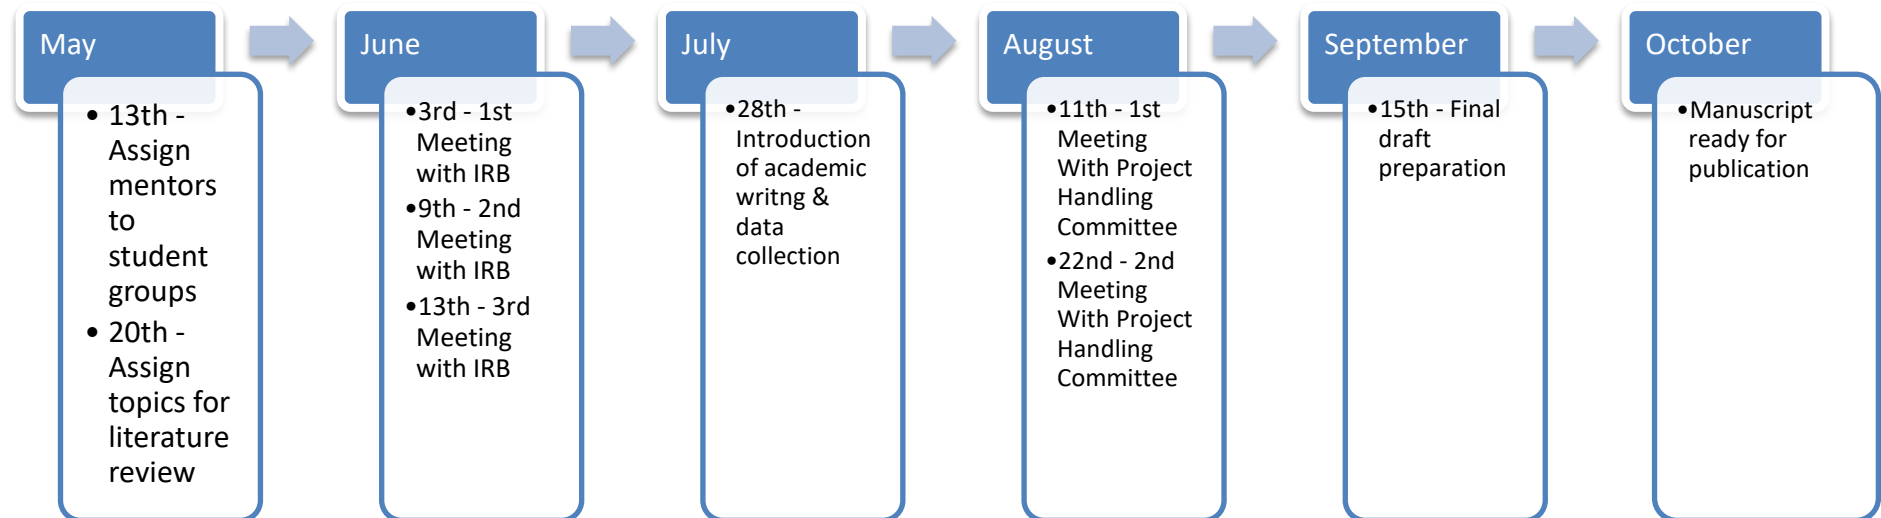 May
• 13th -
Assign
mentors
to
student
groups
• 20th -
Assign
topics for
literature
review
June
•3rd - 1st
Meeting
with IRB
•9th - 2nd
Meeting
with IRB
•13th - 3rd
Meeting
with IRB
July
•28th -
Introduction
of academic
writng &
data
collection
August
•11th - 1st
Meeting
With Project
Handling
Committee
•22nd - 2nd
Meeting
With Project
Handling
Committee
September
•15th - Final
draft
preparation
October
•Manuscript
ready for
publication